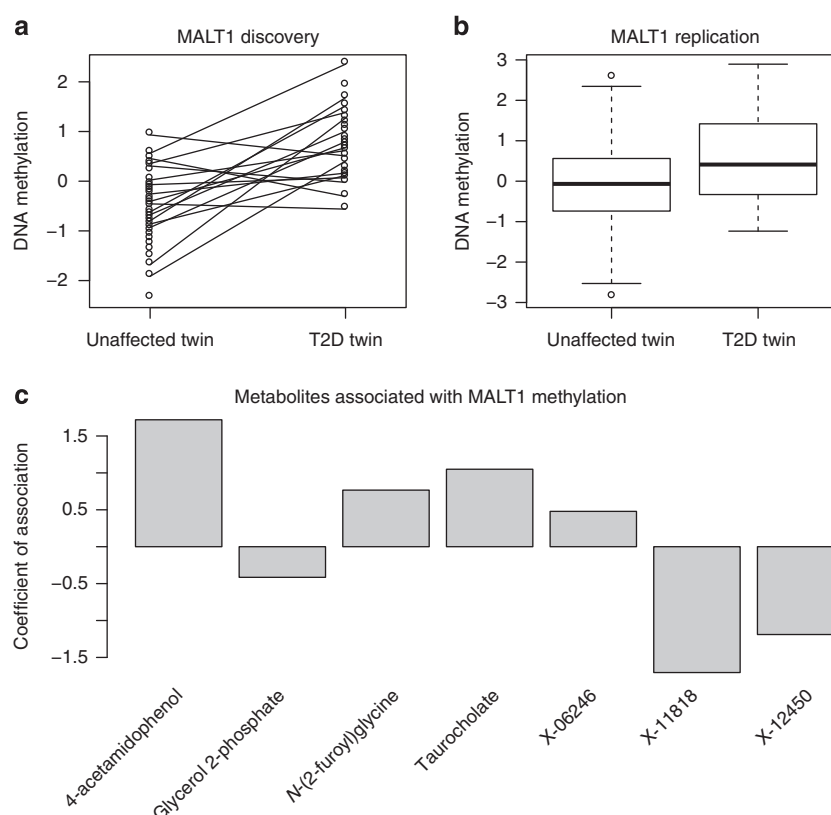 a
MALT1 discovery
DNA methylation
2
1
0
−1
−2
Unaffected twin
T2D twin
b
MALT1 replication
DNA methylation
3
2
1
0
−1
−2
−3
Unaffected twin
T2D twin
c
Metabolites associated with MALT1 methylation
Coefficient of association
1.5
0.5
−0.5
−1.5
4-acetamidophenol
Glycerol 2-phosphate
N-(2-furoyl)glycine
Taurocholate
X-06246
X-11818
X-12450